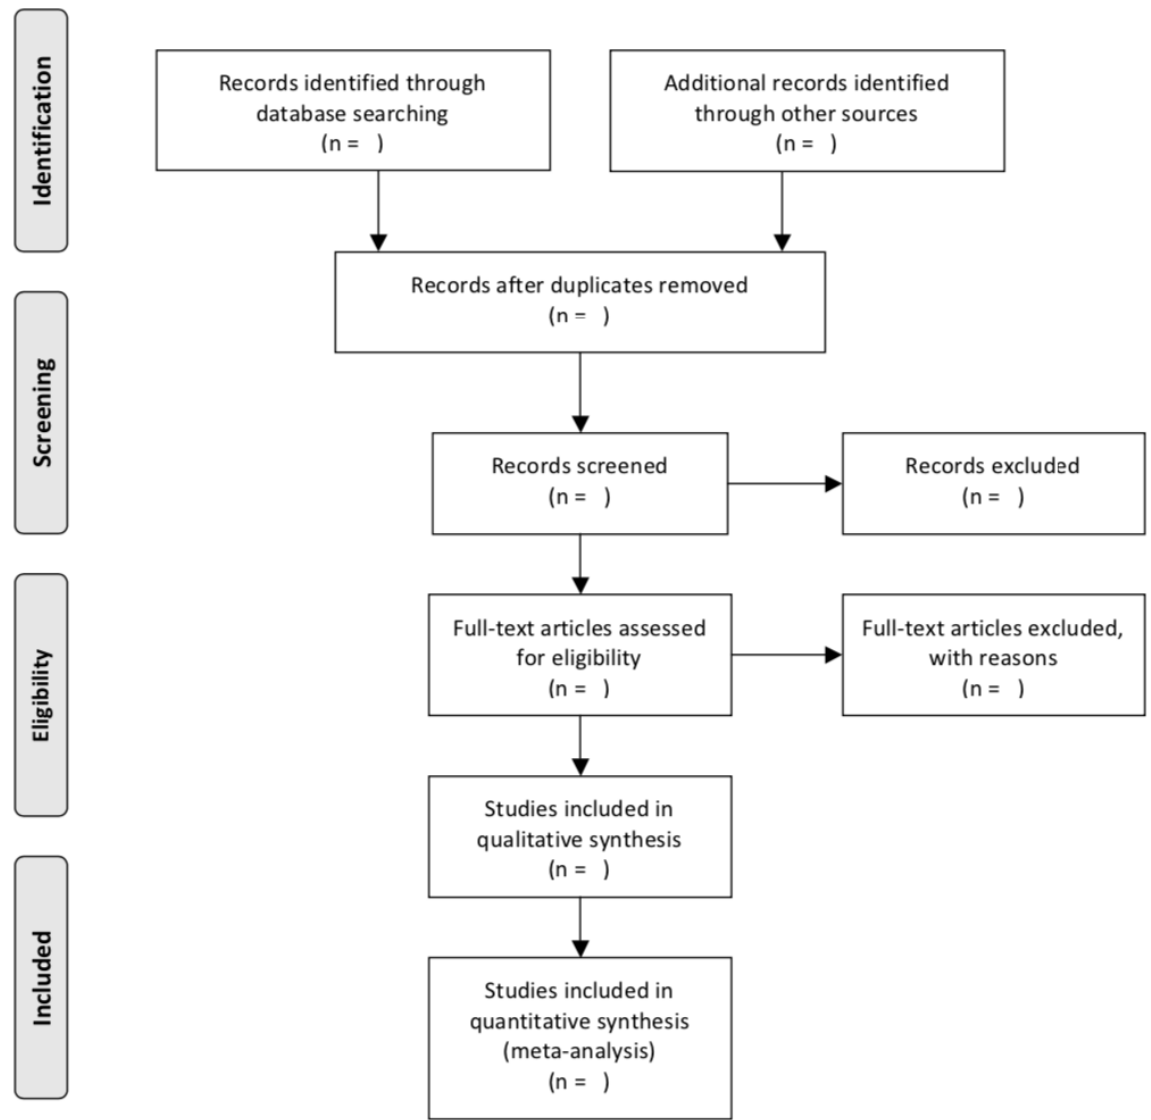 Identification
Records identified through
database searching
(n =   )
Additional records identified
through other sources
(n =   )
Records after duplicates removed
(n =   )
Screening
Records screened
(n =   )
Records excluded
(n =   )
Eligibility
Full-text articles assessed
for eligibility
(n =   )
Full-text articles excluded,
with reasons
(n =   )
Studies included in
qualitative synthesis
(n =   )
Included
Studies included in
quantitative synthesis
(meta-analysis)
(n =   )